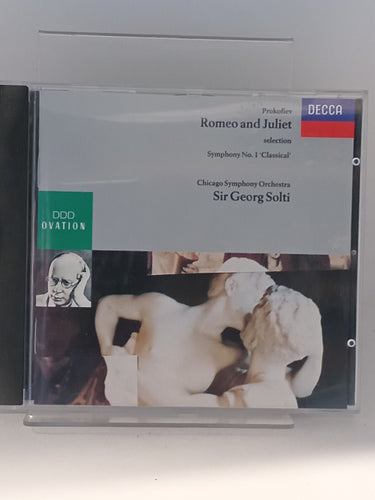 Prokofiev
DECCA
Romeo and Juliet
selection
Symphony No. 1 'Classical'
Chicago Symphony Orchestra
Sir Georg Solti
DDD
OVATION